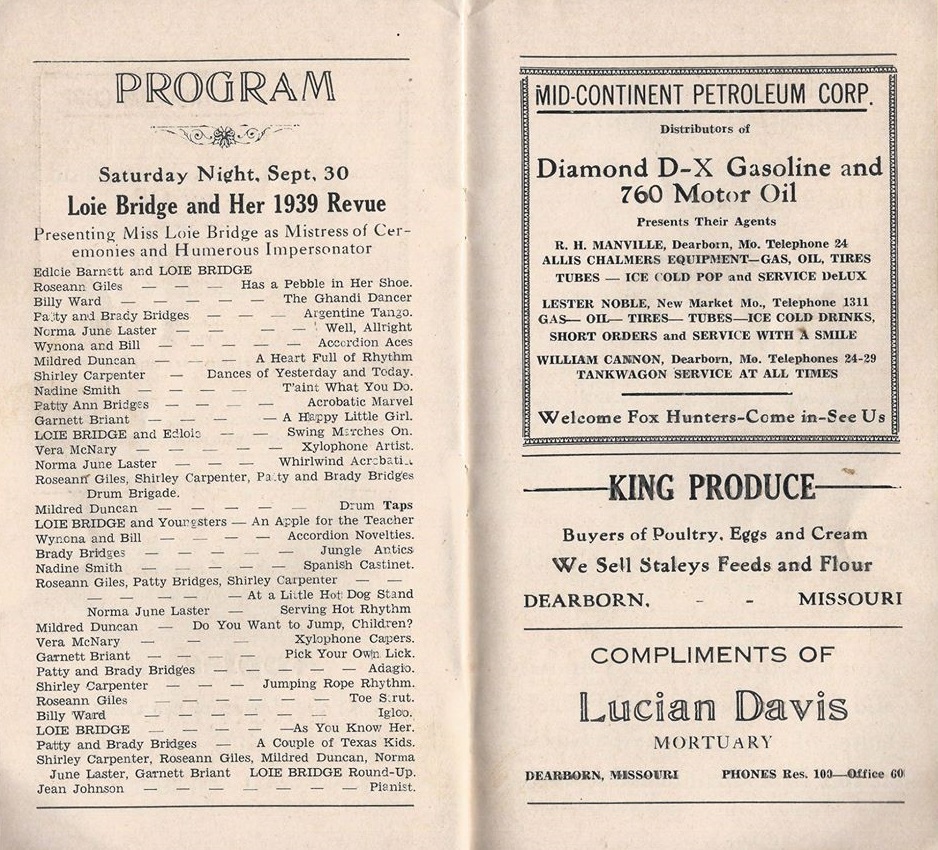 PROGRAM
Saturday Night, Sept, 30
Loie Bridge and Her 1939 Revue
Presenting Miss Loie Bridge as Mistress of Cer-
emonies and Humerous Impersonator
Edlcie Barnett and LOIE BRIDGE
Roseann Giles — — — Has a Pebble in Her Shoe.
Billy Ward — — — — — The Ghandi Dancer
Patty and Brady Bridges — — — Argentine Tango.
Norma June Laster — — — — Well, Allright
Wynona and Bill — — — — — Accordion Aces
Mildred Duncan — — — A Heart Full of Rhythm
Shirley Carpenter — Dances of Yesterday and Today.
Nadine Smith — — — — T'aint What You Do.
Patty Ann Bridges — — — — Acrobatic Marvel
Garnett Briant — — — — A Happy Little Girl.
LOIE BRIDGE and Edlois — — Swing Marches On.
Vera McNary — — — — Xylophone Artist.
Norma June Laster — — — Whirlwind Acrobatic
Roseann Giles, Shirley Carpenter, Patty and Brady Bridges
Drum Brigade.
Mildred Duncan — — — — — Drum Taps
LOIE BRIDGE and Youngsters — An Apple for the Teacher
Wynona and Bill — — — — Accordion Novelties.
Brady Bridges — — — — — Jungle Antics
Nadine Smith — — — — — Spanish Castinet.
Roseann Giles, Patty Bridges, Shirley Carpenter — —
— — — — — — At a Little Hot Dog Stand
Norma June Laster — — Serving Hot Rhythm
Mildred Duncan — Do You Want to Jump, Children?
Vera McNary — — — Xylophone Capers.
Garnett Briant — — — — Pick Your Own Lick.
Patty and Brady Bridges — — — — — Adagio.
Shirley Carpenter — — — Jumping Rope Rhythm.
Roseann Giles — — — — — — Toe Strut.
Billy Ward — — — — — — Igloo.
LOIE BRIDGE — — — — —As You Know Her.
Patty and Brady Bridges — — A Couple of Texas Kids.
Shirley Carpenter, Roseann Giles, Mildred Duncan, Norma
June Laster, Garnett Briant LOIE BRIDGE Round-Up.
Jean Johnson — — — — — — Pianist.
MID-CONTINENT PETROLEUM CORP.
Distributors of
Diamond D-X Gasoline and
760 Motor Oil
Presents Their Agents
R. H. MANVILLE, Dearborn, Mo. Telephone 24
ALLIS CHALMERS EQUIPMENT—GAS, OIL, TIRES
TUBES — ICE COLD POP and SERVICE DeLUX
LESTER NOBLE, New Market Mo., Telephone 1311
GAS— OIL— TIRES— TUBES—ICE COLD DRINKS,
SHORT ORDERS and SERVICE WITH A SMILE
WILLIAM CANNON, Dearborn, Mo. Telephones 24-29
TANKWAGON SERVICE AT ALL TIMES
Welcome Fox Hunters-Come in-See Us
KING PRODUCE
Buyers of Poultry, Eggs and Cream
We Sell Staleys Feeds and Flour
DEARBORN, - - MISSOURI
COMPLIMENTS OF
Lucian Davis
MORTUARY
DEARBORN, MISSOURI PHONES Res. 100—Office 60